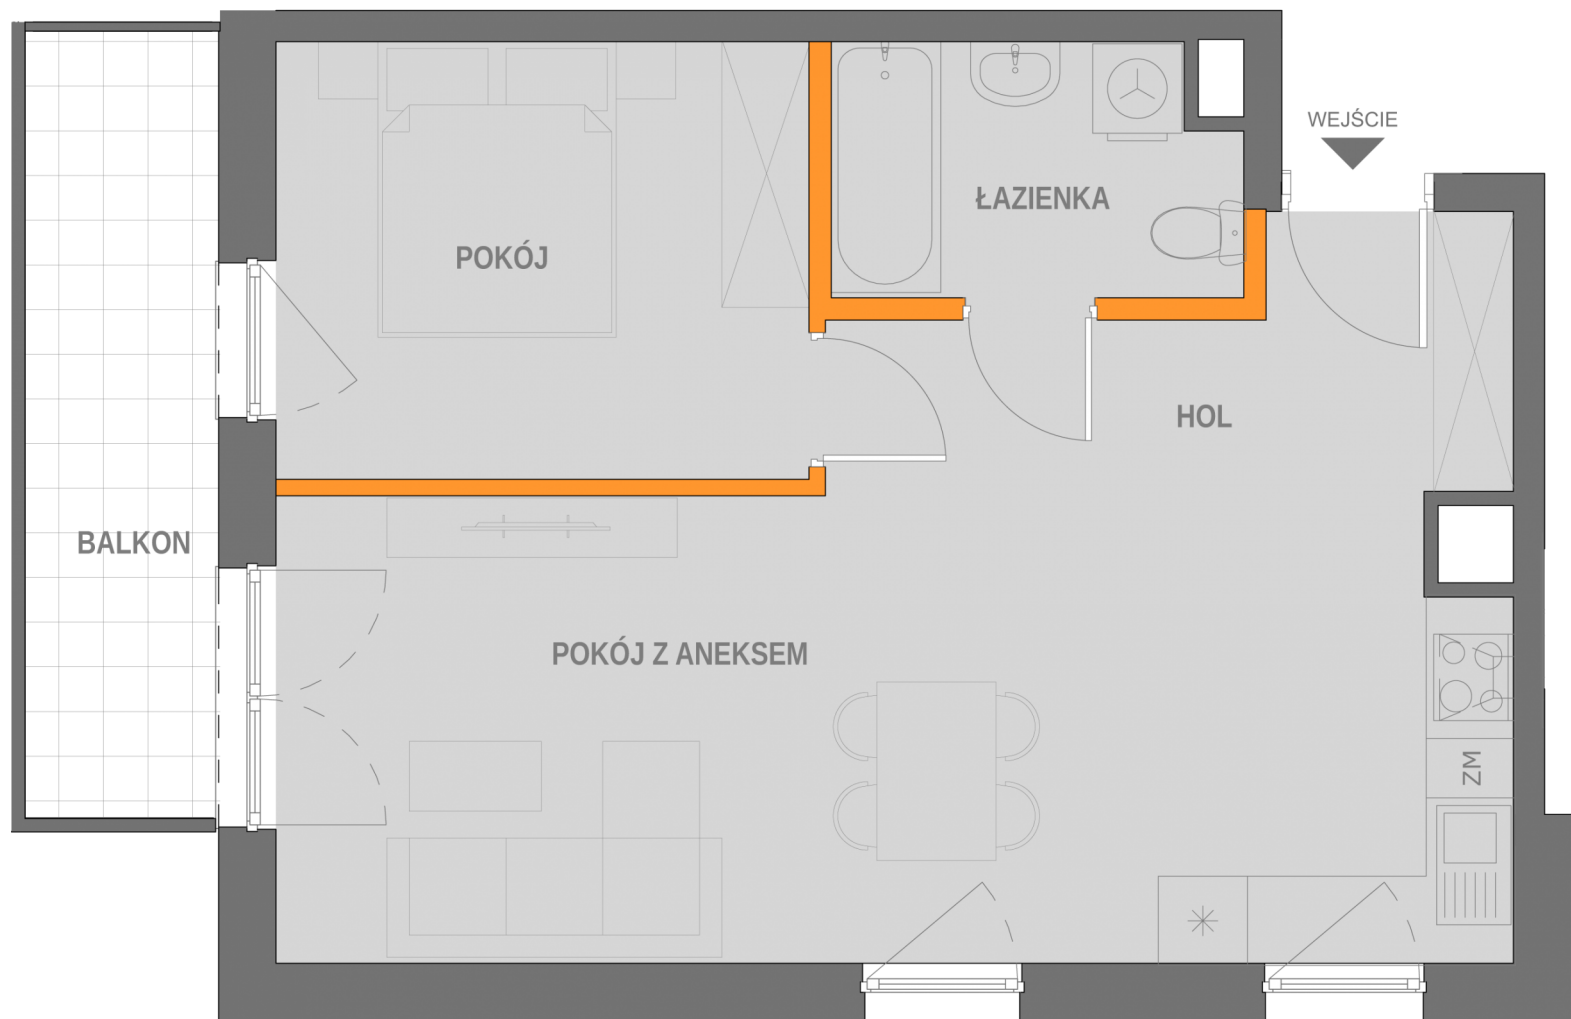 WEJŚCIE
ŁAZIENKA
POKÓJ
HOL
BALKON
POKÓJ Z ANEKSEM
ZM